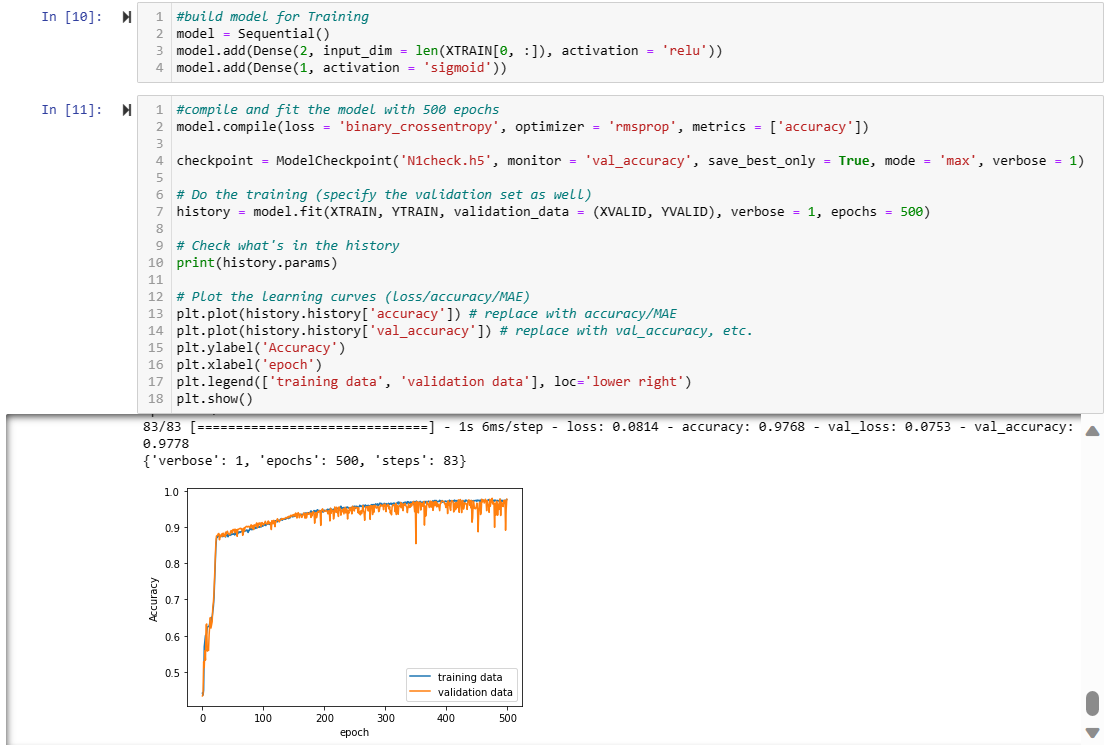 In [10]:
1 #build model for Training
2 model = Sequential()
3 model.add(Dense(2, input_dim = len(XTRAIN[0, :]), activation = 'relu'))
4 model.add(Dense(1, activation = 'sigmoid'))
In [11]:
1 #compile and fit the model with 500 epochs
2 model.compile(loss = 'binary_crossentropy', optimizer = 'rmsprop', metrics = ['accuracy'])
3
4 checkpoint = ModelCheckpoint('N1check.h5', monitor = 'val_accuracy', save_best_only = True, mode = 'max', verbose = 1)
5
6 # Do the training (specify the validation set as well)
7 history = model.fit(XTRAIN, YTRAIN, validation_data = (XVALID, YVALID), verbose = 1, epochs = 500)
8
9 # Check what's in the history
10 print(history.params)
11
12 # Plot the learning curves (loss/accuracy/MAE)
13 plt.plot(history.history['accuracy']) # replace with accuracy/MAE
14 plt.plot(history.history['val_accuracy']) # replace with val_accuracy, etc.
15 plt.ylabel('Accuracy')
16 plt.xlabel('epoch')
17 plt.legend(['training data', 'validation data'], loc='lower right')
18 plt.show()
83/83 [==============================] - 1s 6ms/step - loss: 0.0814 - accuracy: 0.9768 - val_loss: 0.0753 - val_accuracy:
0.9778
{'verbose': 1, 'epochs': 500, 'steps': 83}
1.0
0.9
0.8
0.7
0.6
0.5
Accuracy
training data
validation data
0 100 200 300 400 500
epoch